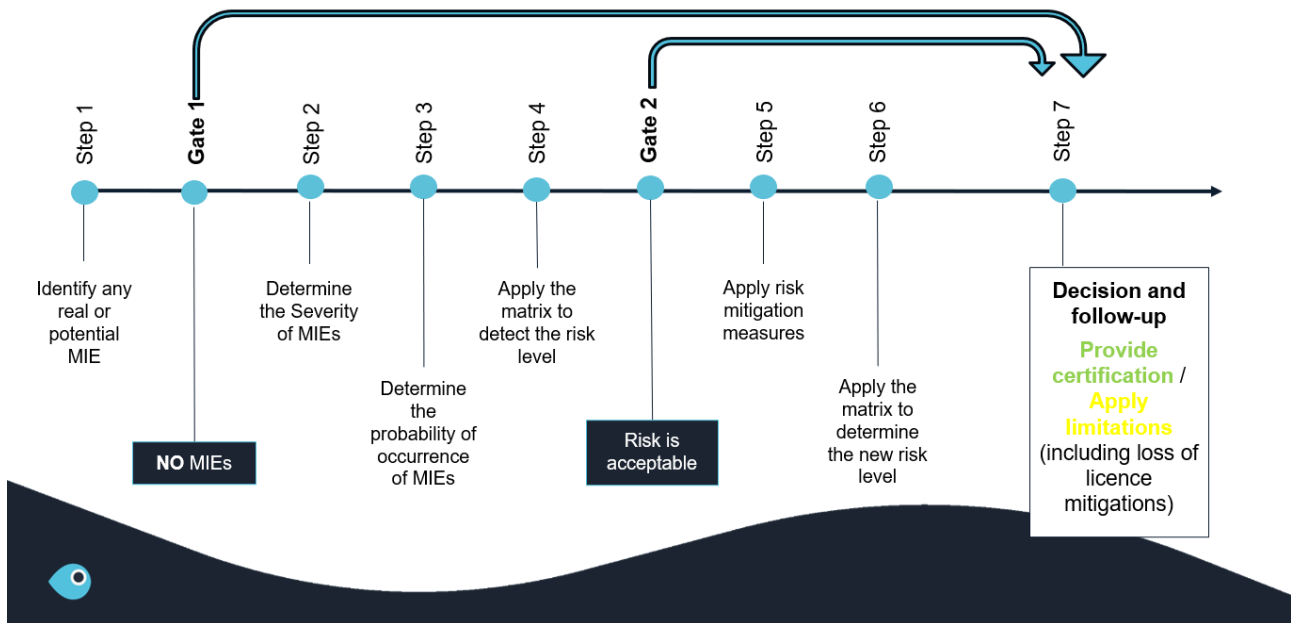 Step 1
Gate 1
Step 2
Step 3
Step 4
Gate 2
Step 5
Step 6
Step 7
Identify any
real or
potential
MIE
NO MIEs
Determine
the Severity
of MIEs
Determine
the
probability of
occurrence
of MIEs
Apply the
matrix to
detect the risk
level
Risk is
acceptable
Apply risk
mitigation
measures
Apply the
matrix to
determine
the new risk
level
Decision and
follow-up
Provide
certification /
Apply
limitations
(including loss of
licence
mitigations)